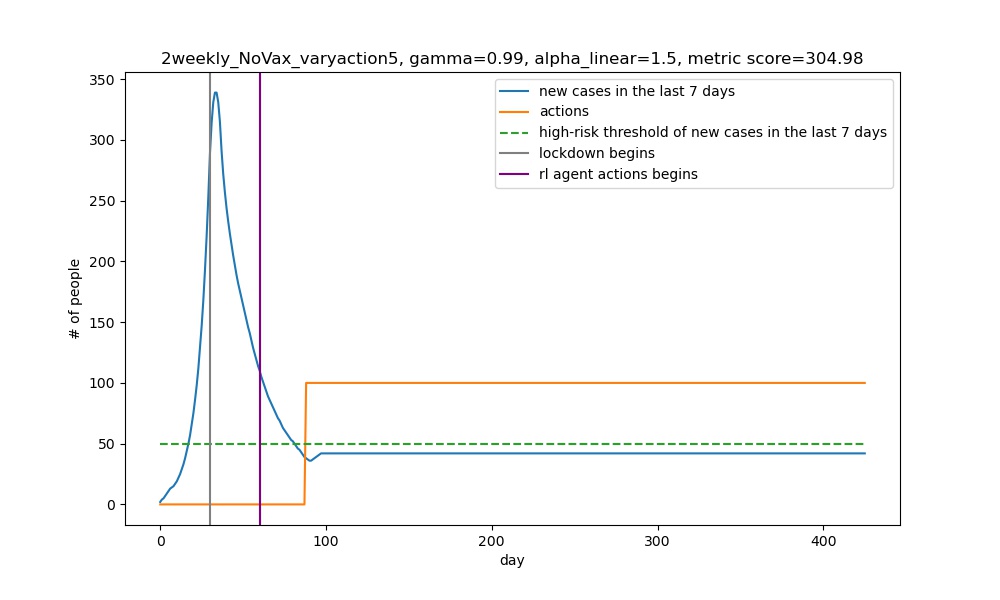 2weekly_NoVax_varyaction5, gamma=0.99, alpha_linear=1.5, metric score=304.98
new cases in the last 7 days
actions
high-risk threshold of new cases in the last 7 days
lockdown begins
rl agent actions begins
# of people
350
300
250
200
150
100
50
0
0 100 200 300 400
day